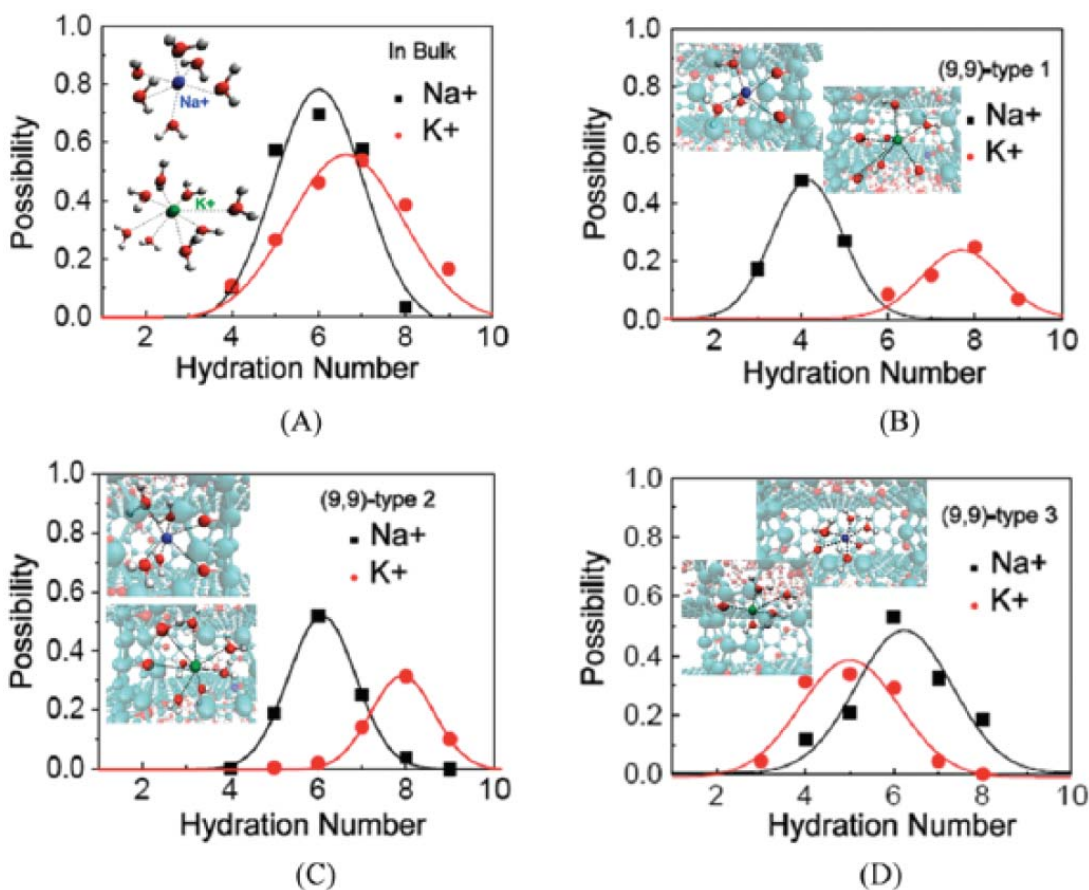 1.0
0.8
0.6
0.4
0.2
0.0
Possibility
In Bulk
Na+
K+
Na+
K+
2 4 6 8 10
Hydration Number
(A)
1.0
0.8
0.6
0.4
0.2
0.0
Possibility
(9,9)-type 1
Na+
K+
2 4 6 8 10
Hydration Number
(B)
1.0
0.8
0.6
0.4
0.2
0.0
Possibility
(9,9)-type 2
Na+
K+
2 4 6 8 10
Hydration Number
(C)
1.0
0.8
0.6
0.4
0.2
0.0
Possibility
(9,9)-type 3
Na+
K+
2 4 6 8 10
Hydration Number
(D)